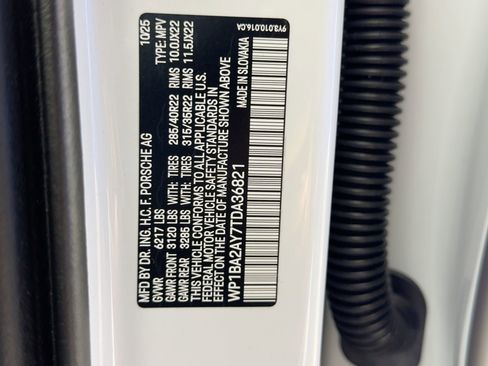 MFD BY DR. ING. H.C. F. PORSCHE AG 10/25
GVWR 6217 LBS TYPE: MPV
GAWR FRONT 3120 LBS WITH: TIRES 285/40R22 RIMS 10.0JX22
GAWR REAR 3285 LBS WITH: TIRES 315/35R22 RIMS 11.5JX22
THIS VEHICLE CONFORMS TO ALL APPLICABLE U.S.
FEDERAL MOTOR VEHICLE SAFETY STANDARDS IN
EFFECT ON THE DATE OF MANUFACTURE SHOWN ABOVE
WP1BA2AY7TDA36821
MADE IN SLOVAKIA
9Y3.010.016.CA